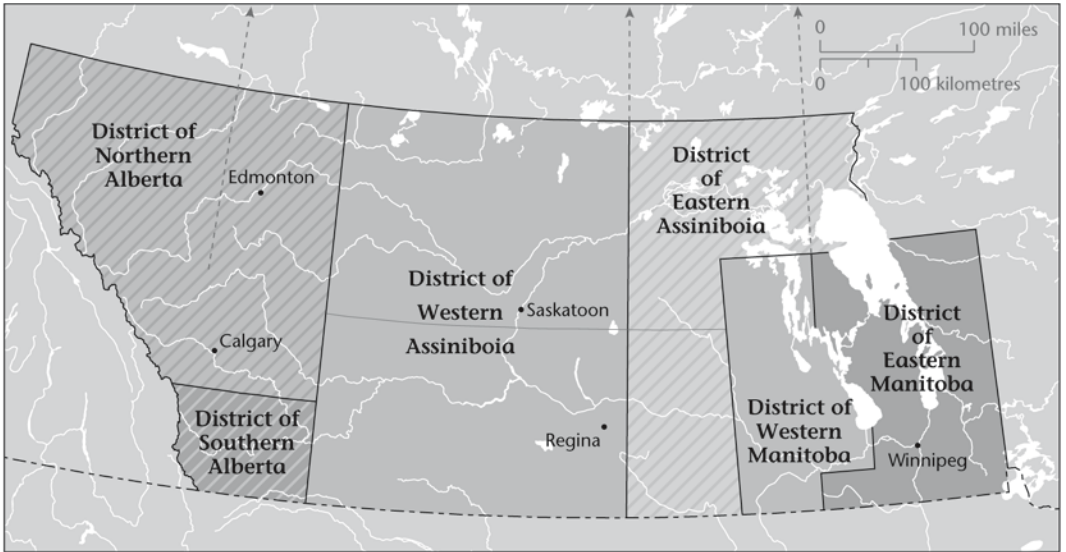 0
100 miles
0
100 kilometres
District of
Northern
Alberta
Edmonton
District
of
Eastern
Assiniboia
District of
Western
Assiniboia
Saskatoon
Calgary
District
of
Eastern
Manitoba
District of
Southern
Alberta
District of
Western
Manitoba
Regina
Winnipeg